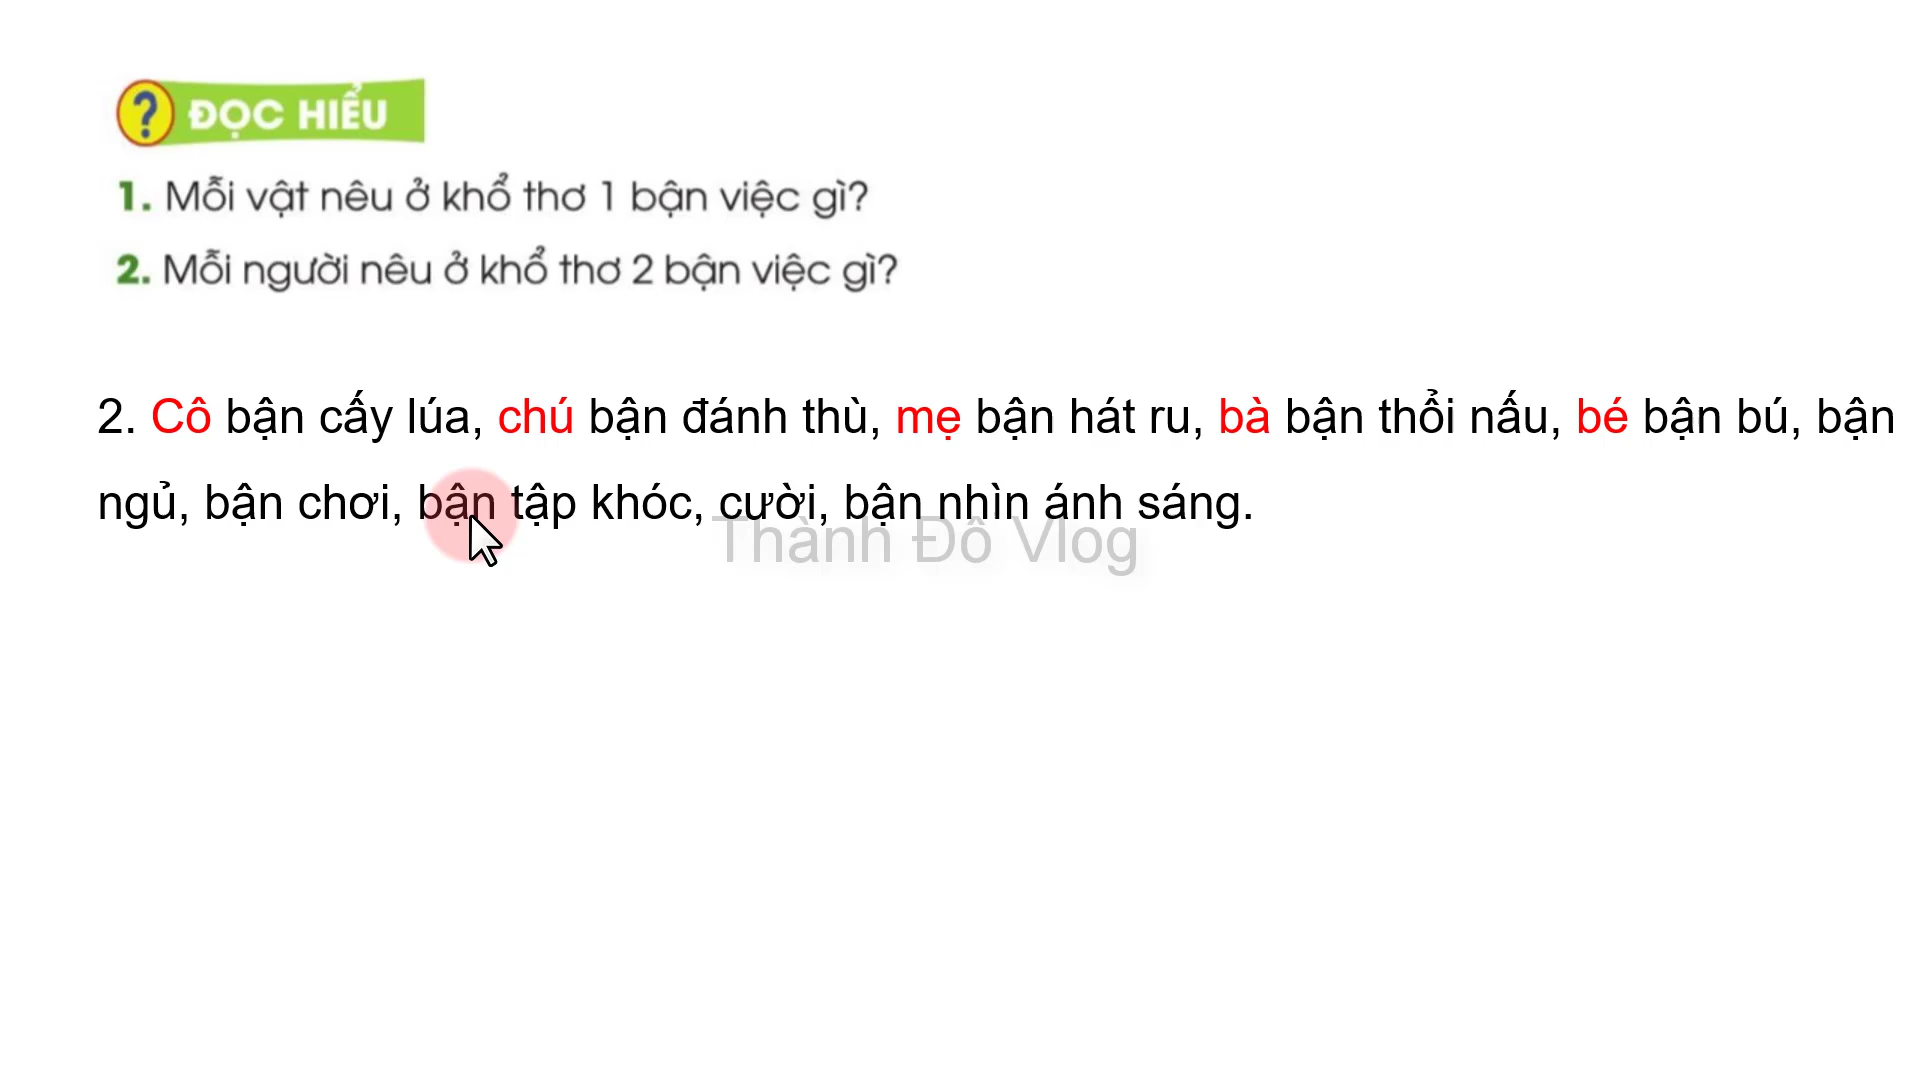 ? ĐỌC HIỂU
1. Mỗi vật nêu ở khổ thơ 1 bận việc gì?
2. Mỗi người nêu ở khổ thơ 2 bận việc gì?
2. Cô bận cấy lúa, chú bận đánh thù, mẹ bận hát ru, bà bận thổi nấu, bé bận bú, bận
ngủ, bận chơi, bận tập khóc, cười, bận nhìn ánh sáng.
Thành Đô Vlog